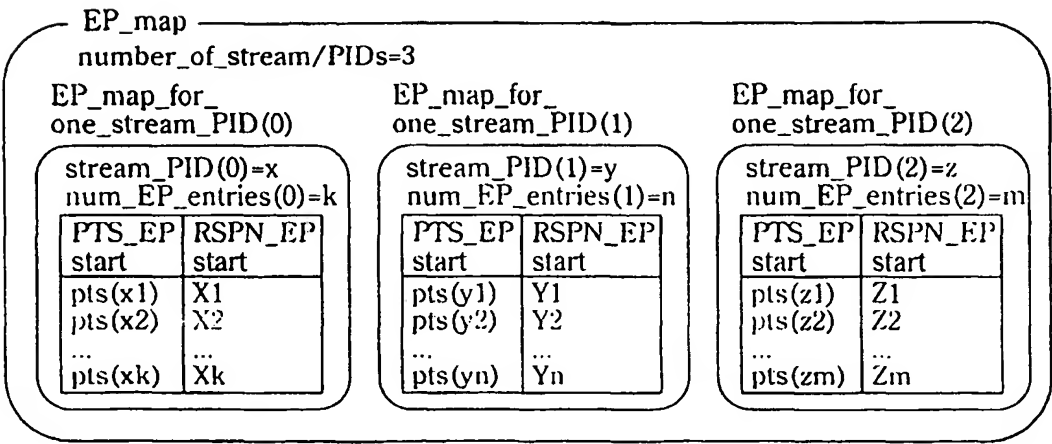 EP_map
number_of_stream/PIDs=3
EP_map_for_
one_stream_PID(0)
stream_PID(0)=x
num_EP_entries(0)=k
PTS_EP RSPN_EP
start start
pts(x1) X1
pts(x2) X2
... ...
pts(xk) Xk
EP_map_for_
one_stream_PID(1)
stream_PID(1)=y
num_EP_entries(1)=n
PTS_EP RSPN_EP
start start
pts(y1) Y1
pts(y2) Y2
... ...
pts(yn) Yn
EP_map_for_
one_stream_PID(2)
stream_PID(2)=z
num_EP_entries(2)=m
PTS_EP RSPN_EP
start start
pts(z1) Z1
pts(z2) Z2
... ...
pts(zm) Zm